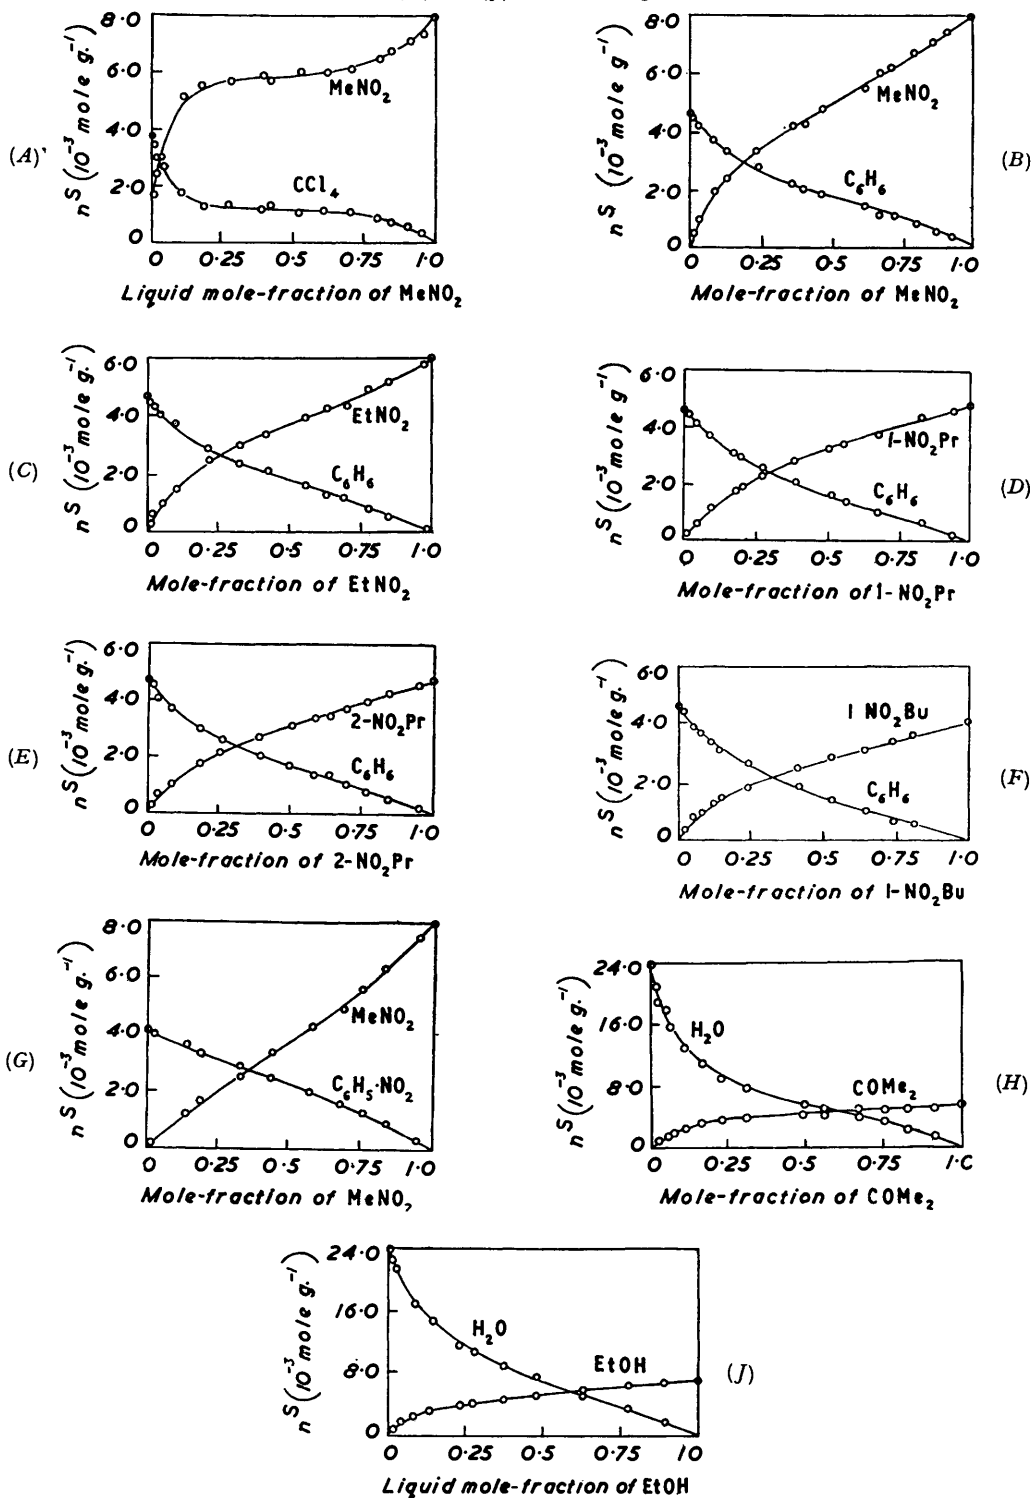 (A)'
n^S (10^-3 mole g.^-1)
8·0
6·0
4·0
2·0
0
MeNO2
CCl4
0 0·25 0·5 0·75 1·0
Liquid mole-fraction of MeNO2
(B)
n^S (10^-3 mole g.^-1)
8·0
6·0
4·0
2·0
0
MeNO2
C6H6
0 0·25 0·5 0·75 1·0
Mole-fraction of MeNO2
(C)
n^S (10^-3 mole g.^-1)
6·0
4·0
2·0
0
EtNO2
C6H6
0 0·25 0·5 0·75 1·0
Mole-fraction of EtNO2
(D)
n^S (10^-3 mole g.^-1)
6·0
4·0
2·0
0
1-NO2Pr
C6H6
0 0·25 0·5 0·75 1·0
Mole-fraction of 1-NO2Pr
(E)
n^S (10^-3 mole g.^-1)
6·0
4·0
2·0
0
2-NO2Pr
C6H6
0 0·25 0·5 0·75 1·0
Mole-fraction of 2-NO2Pr
(F)
n^S (10^-3 mole g.^-1)
6·0
4·0
2·0
0
1 NO2Bu
C6H6
0 0·25 0·5 0·75 1·0
Mole-fraction of 1-NO2Bu
(G)
n^S (10^-3 mole g.^-1)
8·0
6·0
4·0
2·0
0
MeNO2
C6H5·NO2
0 0·25 0·5 0·75 1·0
Mole-fraction of MeNO2
(H)
n^S (10^-3 mole g.^-1)
24·0
16·0
8·0
0
H2O
COMe2
0 0·25 0·5 0·75 1·C
Mole-fraction of COMe2
(J)
n^S (10^-3 mole g.^-1)
24·0
16·0
8·0
0
H2O
EtOH
0 0·25 0·5 0·75 10
Liquid mole-fraction of EtOH